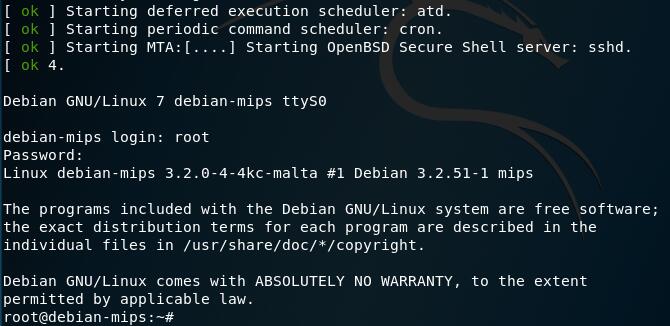 [ ok ] Starting deferred execution scheduler: atd.
[ ok ] Starting periodic command scheduler: cron.
[ ok ] Starting MTA:[....] Starting OpenBSD Secure Shell server: sshd.
[ ok 4.
Debian GNU/Linux 7 debian-mips ttyS0
debian-mips login: root
Password:
Linux debian-mips 3.2.0-4-4kc-malta #1 Debian 3.2.51-1 mips
The programs included with the Debian GNU/Linux system are free software;
the exact distribution terms for each program are described in the
individual files in /usr/share/doc/*/copyright.
Debian GNU/Linux comes with ABSOLUTELY NO WARRANTY, to the extent
permitted by applicable law.
root@debian-mips:~#